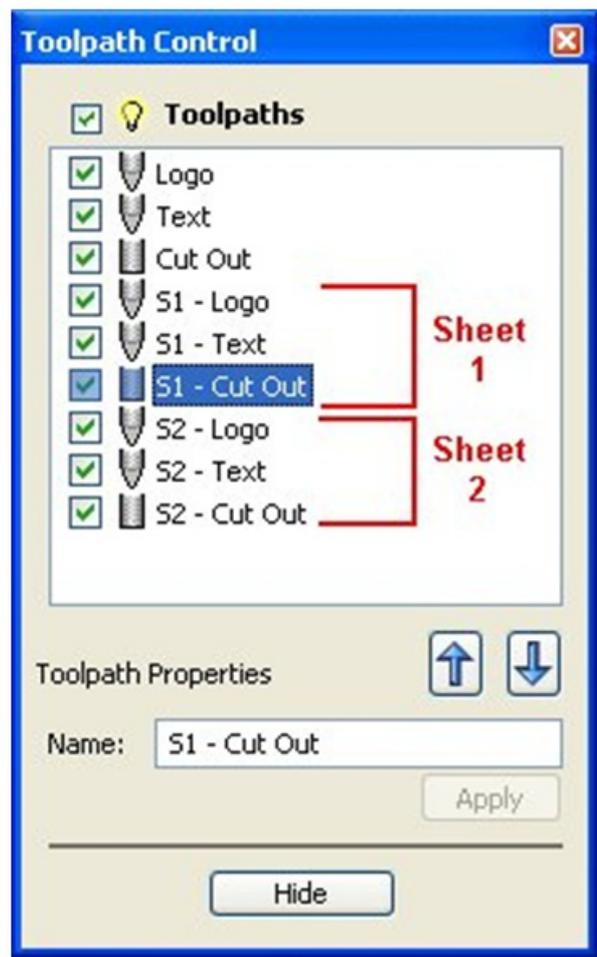 Toolpath Control
Toolpaths
Logo
Text
Cut Out
S1 - Logo
S1 - Text
S1 - Cut Out
Sheet
1
S2 - Logo
S2 - Text
S2 - Cut Out
Sheet
2
Toolpath Properties
Name: S1 - Cut Out
Apply
Hide